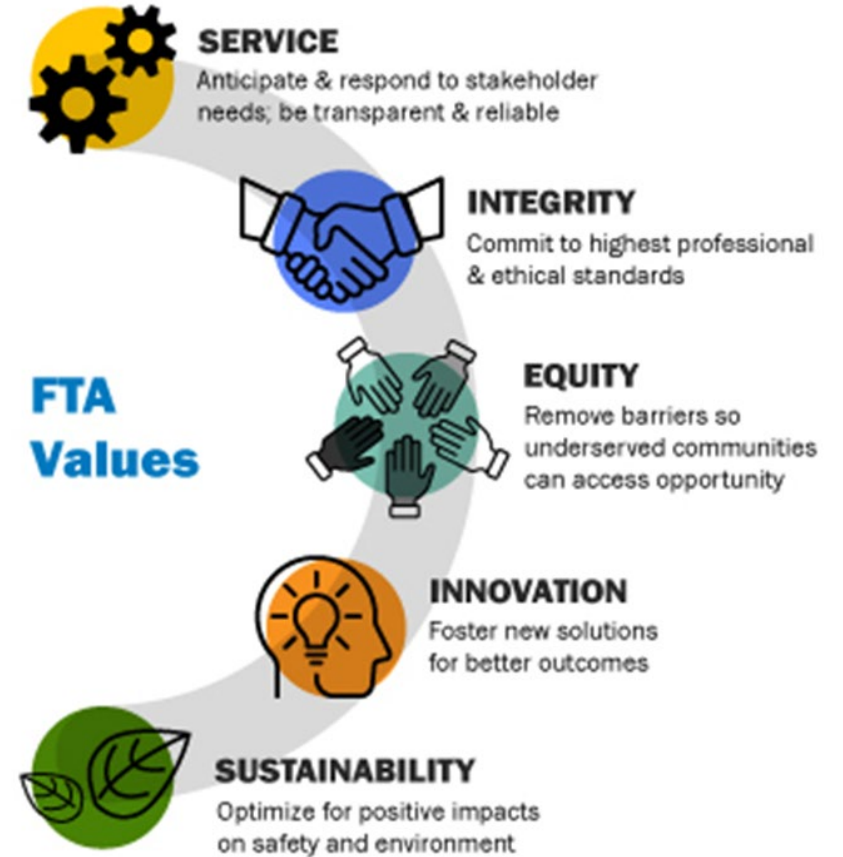 SERVICE
Anticipate & respond to stakeholder
needs; be transparent & reliable
INTEGRITY
Commit to highest professional
& ethical standards
FTA
Values
EQUITY
Remove barriers so
underserved communities
can access opportunity
INNOVATION
Foster new solutions
for better outcomes
SUSTAINABILITY
Optimize for positive impacts
on safety and environment